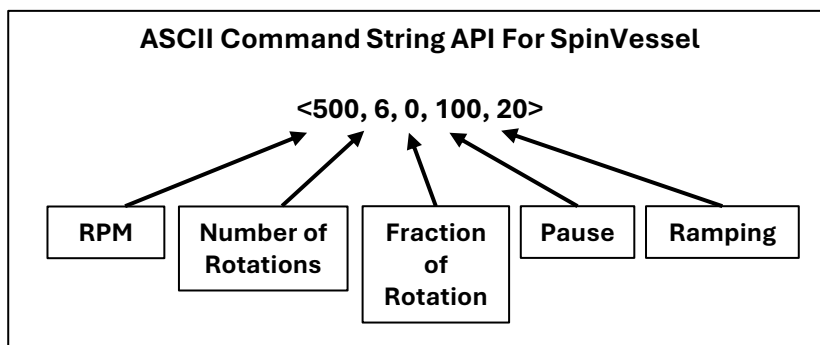 ASCII Command String API For SpinVessel
<500, 6, 0, 100, 20>
RPM
Number of
Rotations
Fraction
of
Rotation
Pause
Ramping